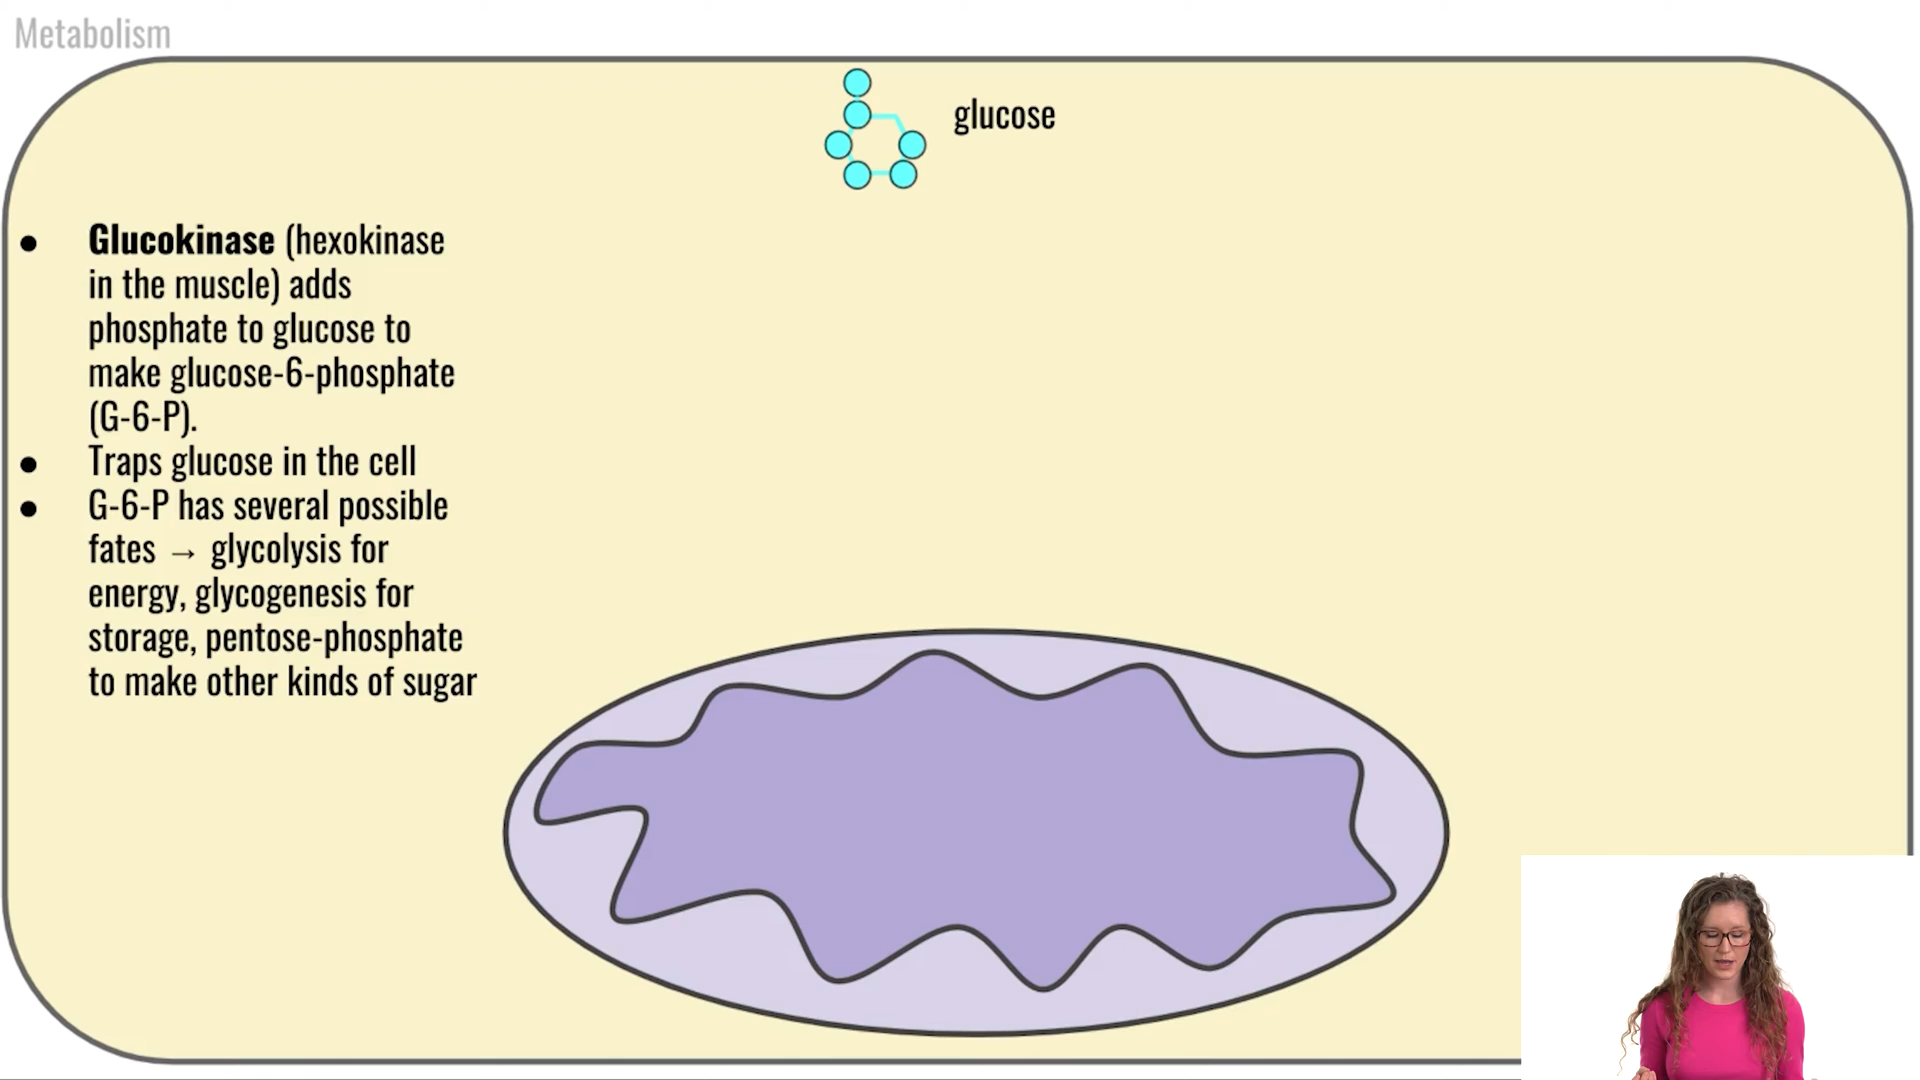 Metabolism
glucose
● Glucokinase (hexokinase
in the muscle) adds
phosphate to glucose to
make glucose-6-phosphate
(G-6-P).
● Traps glucose in the cell
● G-6-P has several possible
fates → glycolysis for
energy, glycogenesis for
storage, pentose-phosphate
to make other kinds of sugar